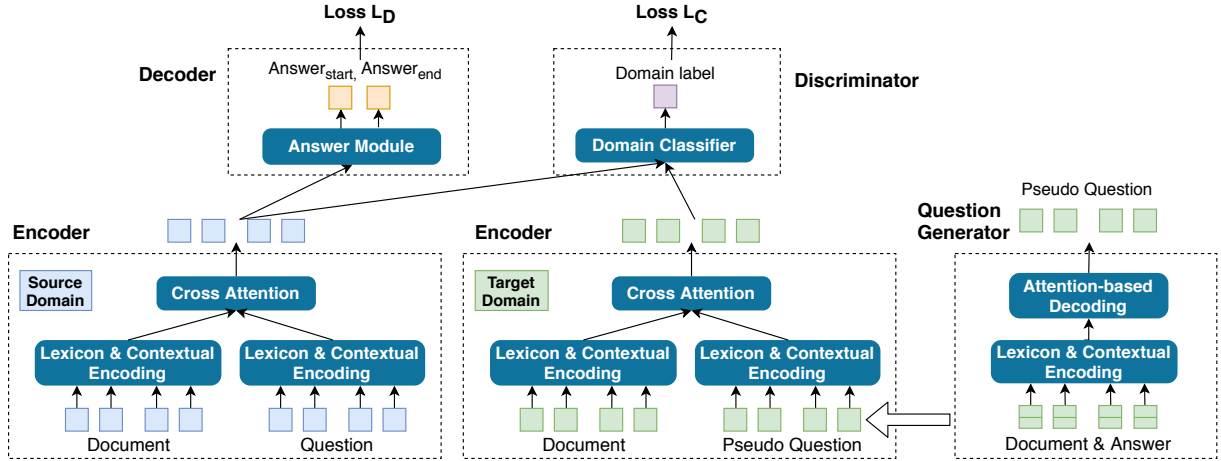 Loss L_D
Loss L_C
Decoder
Answer_start, Answer_end
Answer Module
Domain label
Domain Classifier
Discriminator
Encoder
Source
Domain
Cross Attention
Lexicon & Contextual
Encoding
Lexicon & Contextual
Encoding
Document
Question
Encoder
Target
Domain
Cross Attention
Lexicon & Contextual
Encoding
Lexicon & Contextual
Encoding
Document
Pseudo Question
Pseudo Question
Question
Generator
Attention-based
Decoding
Lexicon & Contextual
Encoding
Document & Answer